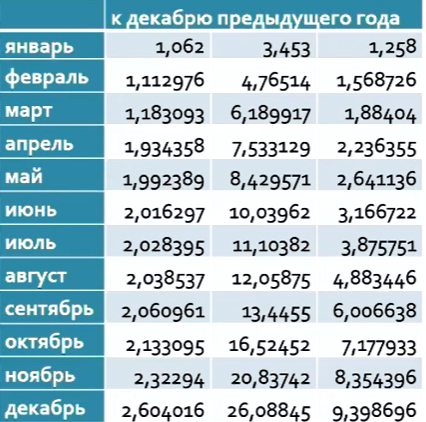 к декабрю предыдущего года
январь 1,062 3,453 1,258
февраль 1,112976 4,76514 1,568726
март 1,183093 6,189917 1,88404
апрель 1,934358 7,533129 2,236355
май 1,992389 8,429571 2,641136
июнь 2,016297 10,03962 3,166722
июль 2,028395 11,10382 3,875751
август 2,038537 12,05875 4,883446
сентябрь 2,060961 13,4455 6,006638
октябрь 2,133095 16,52452 7,177933
ноябрь 2,32294 20,83742 8,354396
декабрь 2,604016 26,08845 9,398696